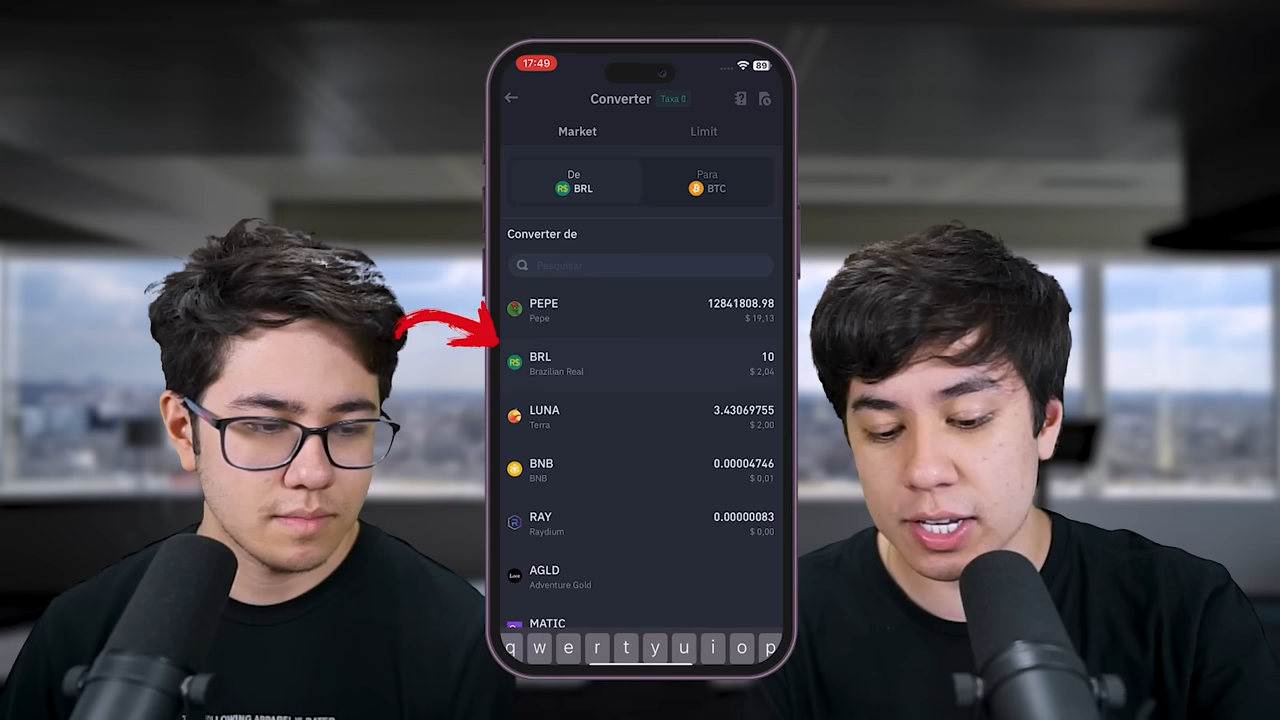 17:49
89
Converter Taxa 0
Market Limit
De Para
R$ BRL BTC
Converter de
Pesquisar
PEPE 12841808.98
Pepe $ 19,13
BRL 10
Brazilian Real $ 2,04
LUNA 3.43069755
Terra $ 2,00
BNB 0.00004746
BNB $ 0,01
RAY 0.00000083
Raydium $ 0,00
AGLD
Adventure Gold
MATIC
q w e r t y u i o p